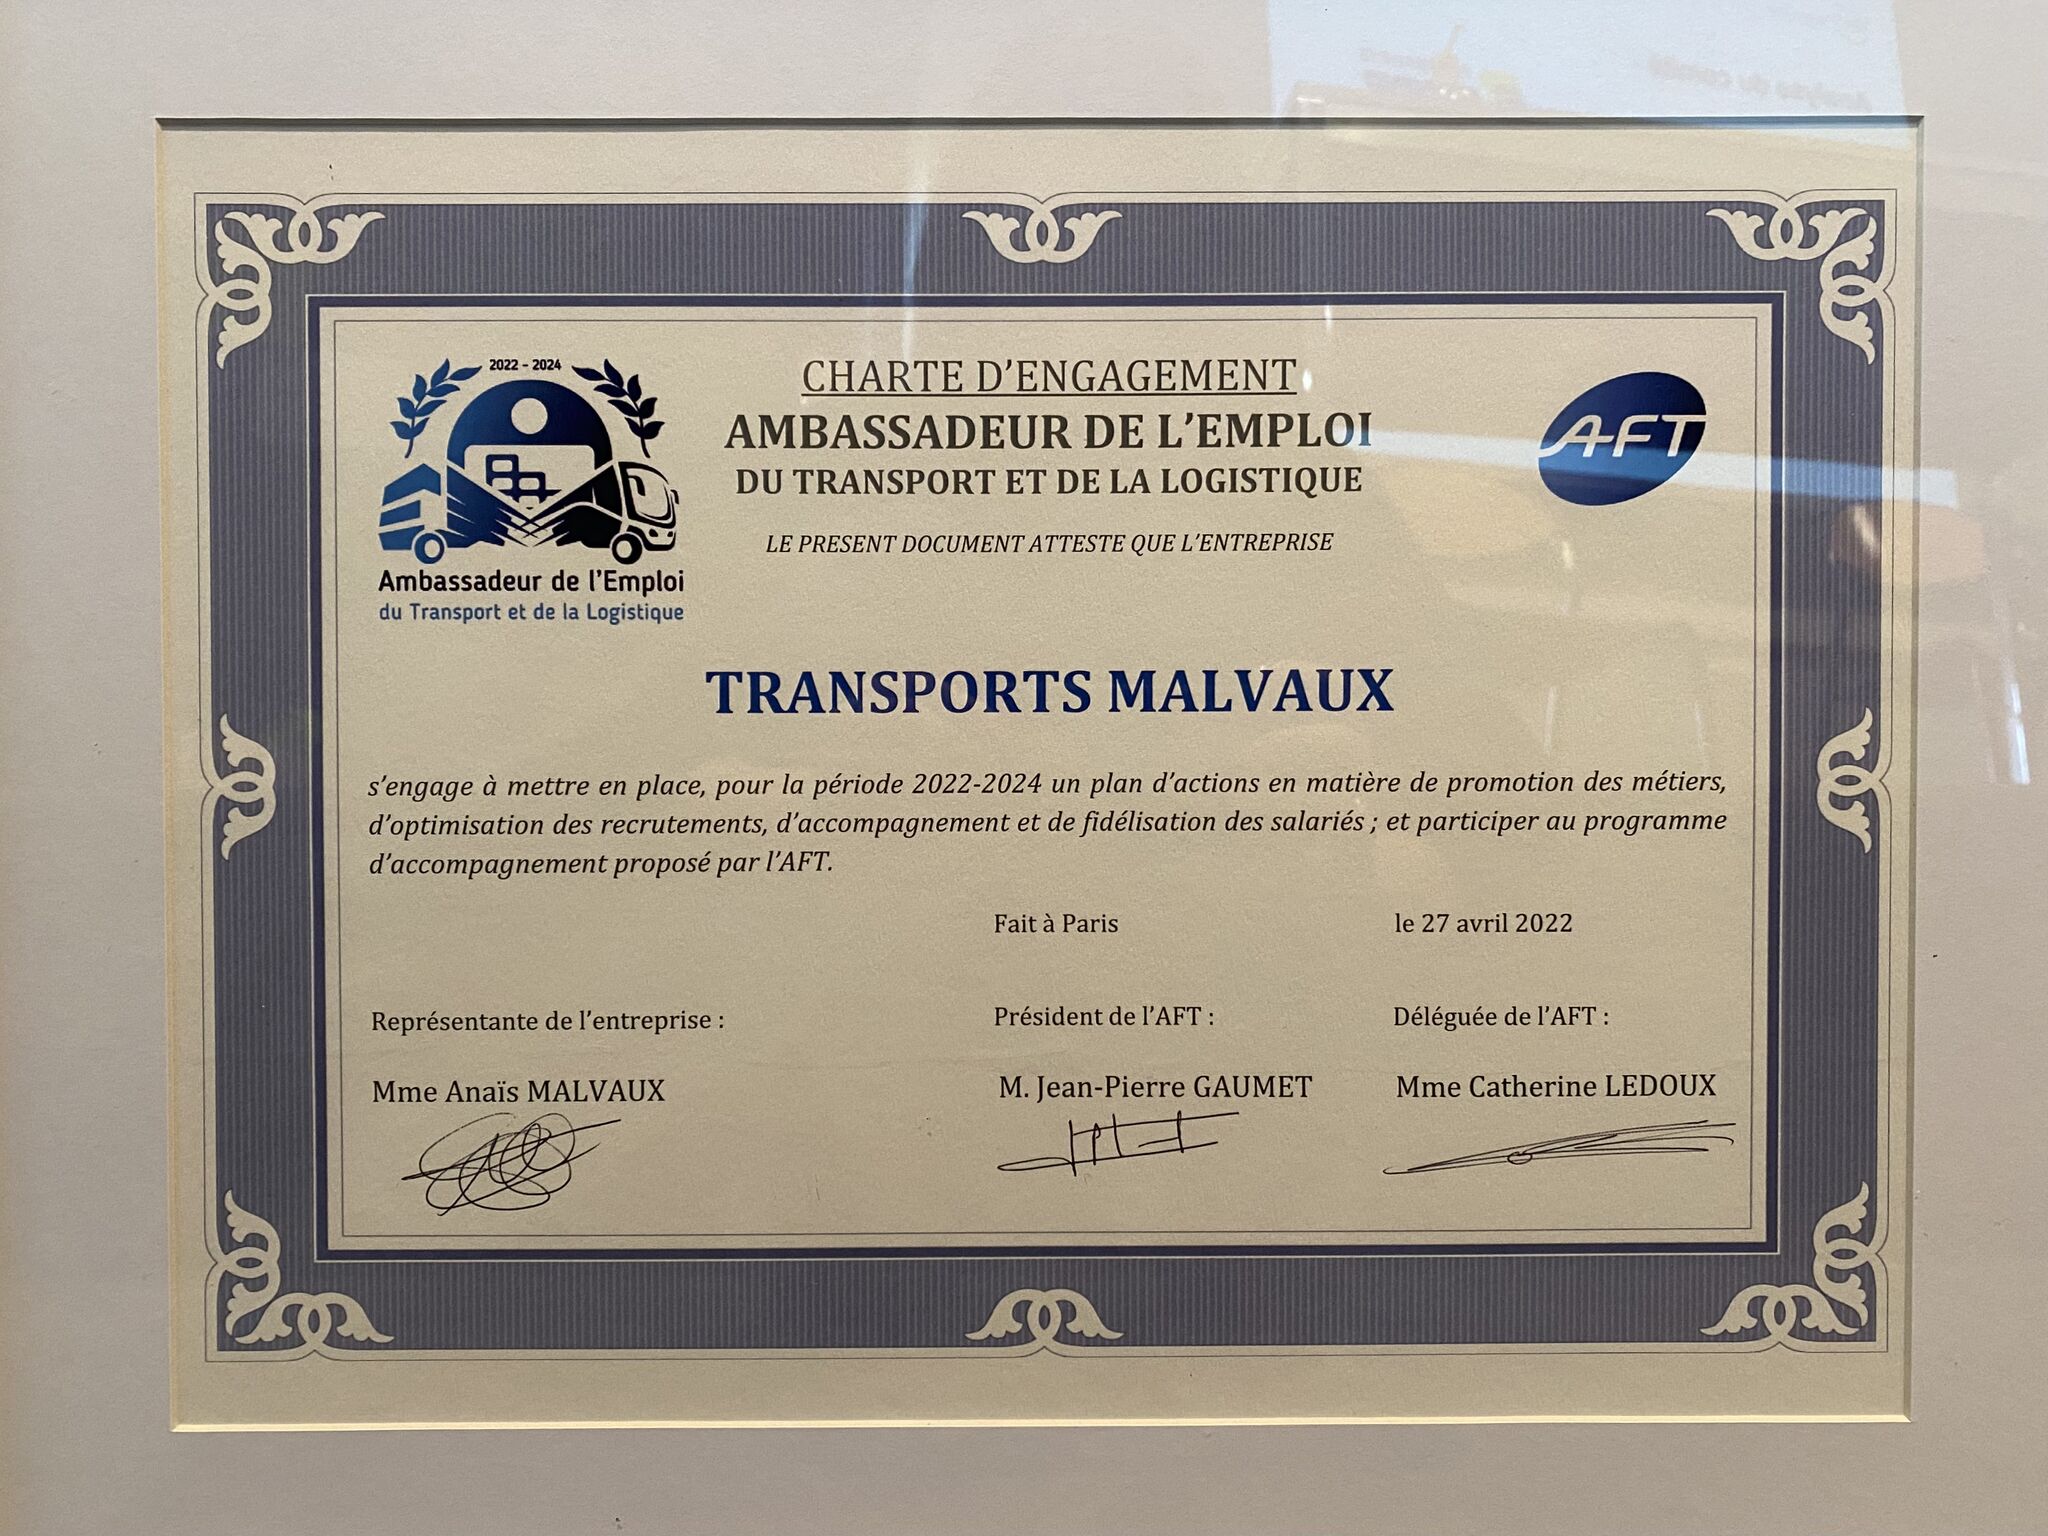 2022 - 2024
Ambassadeur de l'Emploi
du Transport et de la Logistique
CHARTE D'ENGAGEMENT
AMBASSADEUR DE L'EMPLOI
DU TRANSPORT ET DE LA LOGISTIQUE
LE PRESENT DOCUMENT ATTESTE QUE L'ENTREPRISE
AFT
TRANSPORTS MALVAUX
s'engage à mettre en place, pour la période 2022-2024 un plan d'actions en matière de promotion des métiers,
d'optimisation des recrutements, d'accompagnement et de fidélisation des salariés ; et participer au programme
d'accompagnement proposé par l'AFT.
Fait à Paris le 27 avril 2022
Représentante de l'entreprise : Président de l'AFT : Déléguée de l'AFT :
Mme Anaïs MALVAUX M. Jean-Pierre GAUMET Mme Catherine LEDOUX